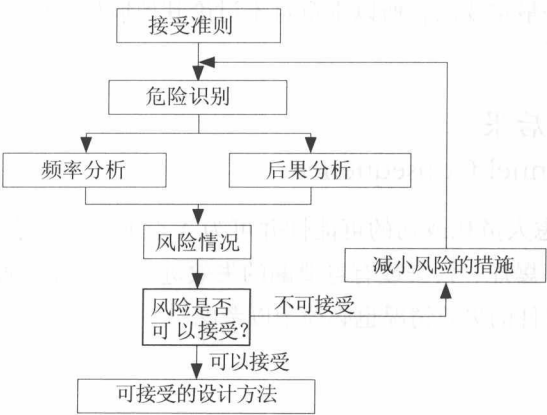 接受准则
危险识别
频率分析
后果分析
风险情况
减小风险的措施
风险是否
可以接受?
不可接受
可以接受
可接受的设计方法